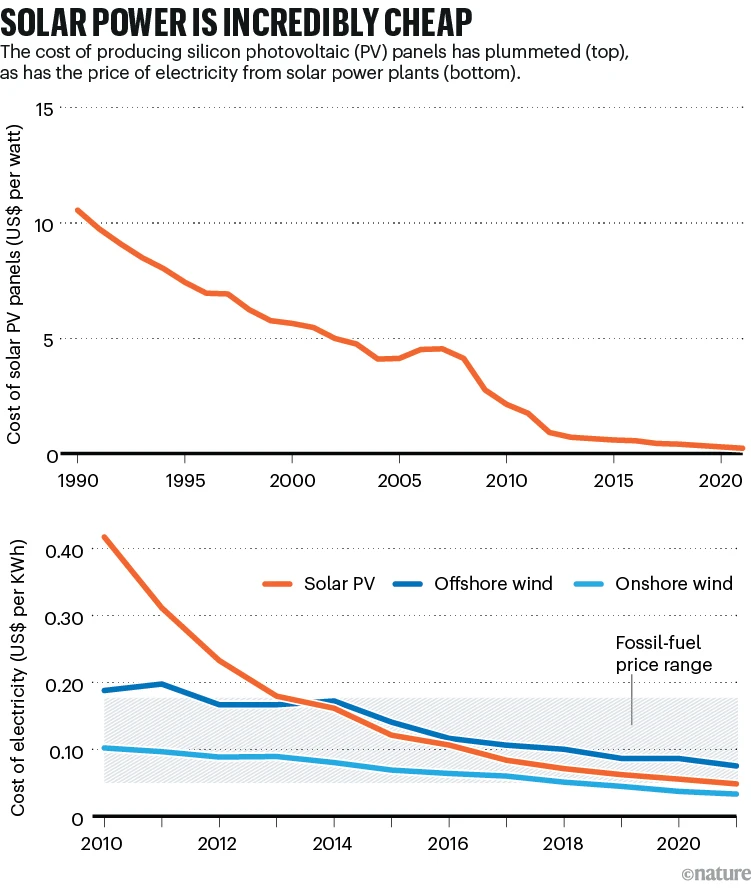 SOLAR POWER IS INCREDIBLY CHEAP
The cost of producing silicon photovoltaic (PV) panels has plummeted (top),
as has the price of electricity from solar power plants (bottom).
Cost of solar PV panels (US$ per watt)
15
10
5
0
1990 1995 2000 2005 2010 2015 2020
Cost of electricity (US$ per KWh)
0.40
0.30
0.20
0.10
0
Solar PV Offshore wind Onshore wind
Fossil-fuel
price range
2010 2012 2014 2016 2018 2020
©nature